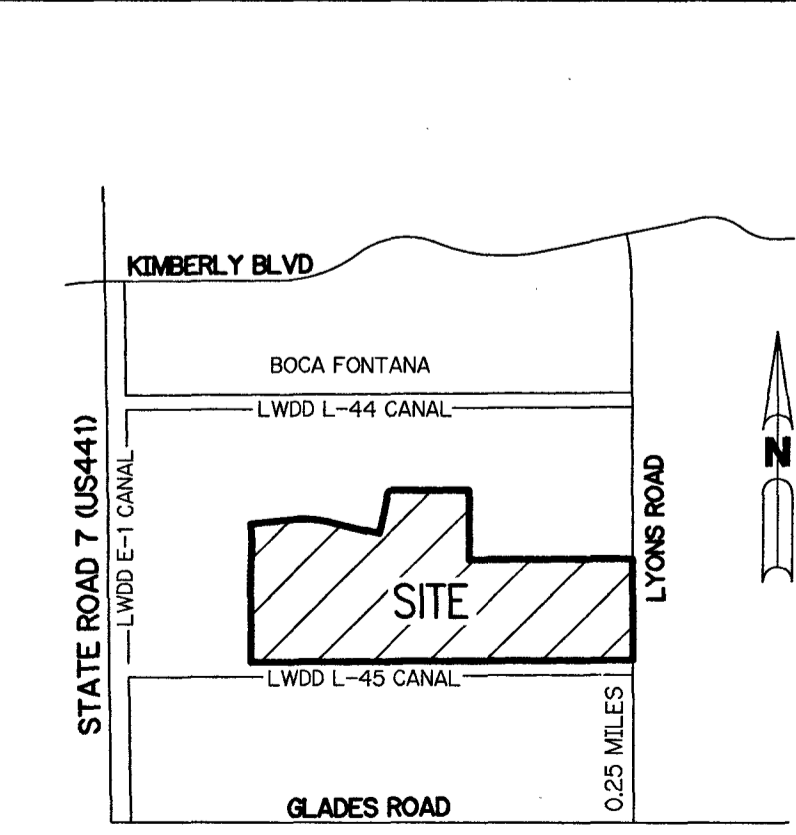 KIMBERLY BLVD
BOCA FONTANA
LWDD L-44 CANAL
STATE ROAD 7 (US441)
LWDD E-1 CANAL
N
LYONS ROAD
SITE
LWDD L-45 CANAL
0.25 MILES
GLADES ROAD